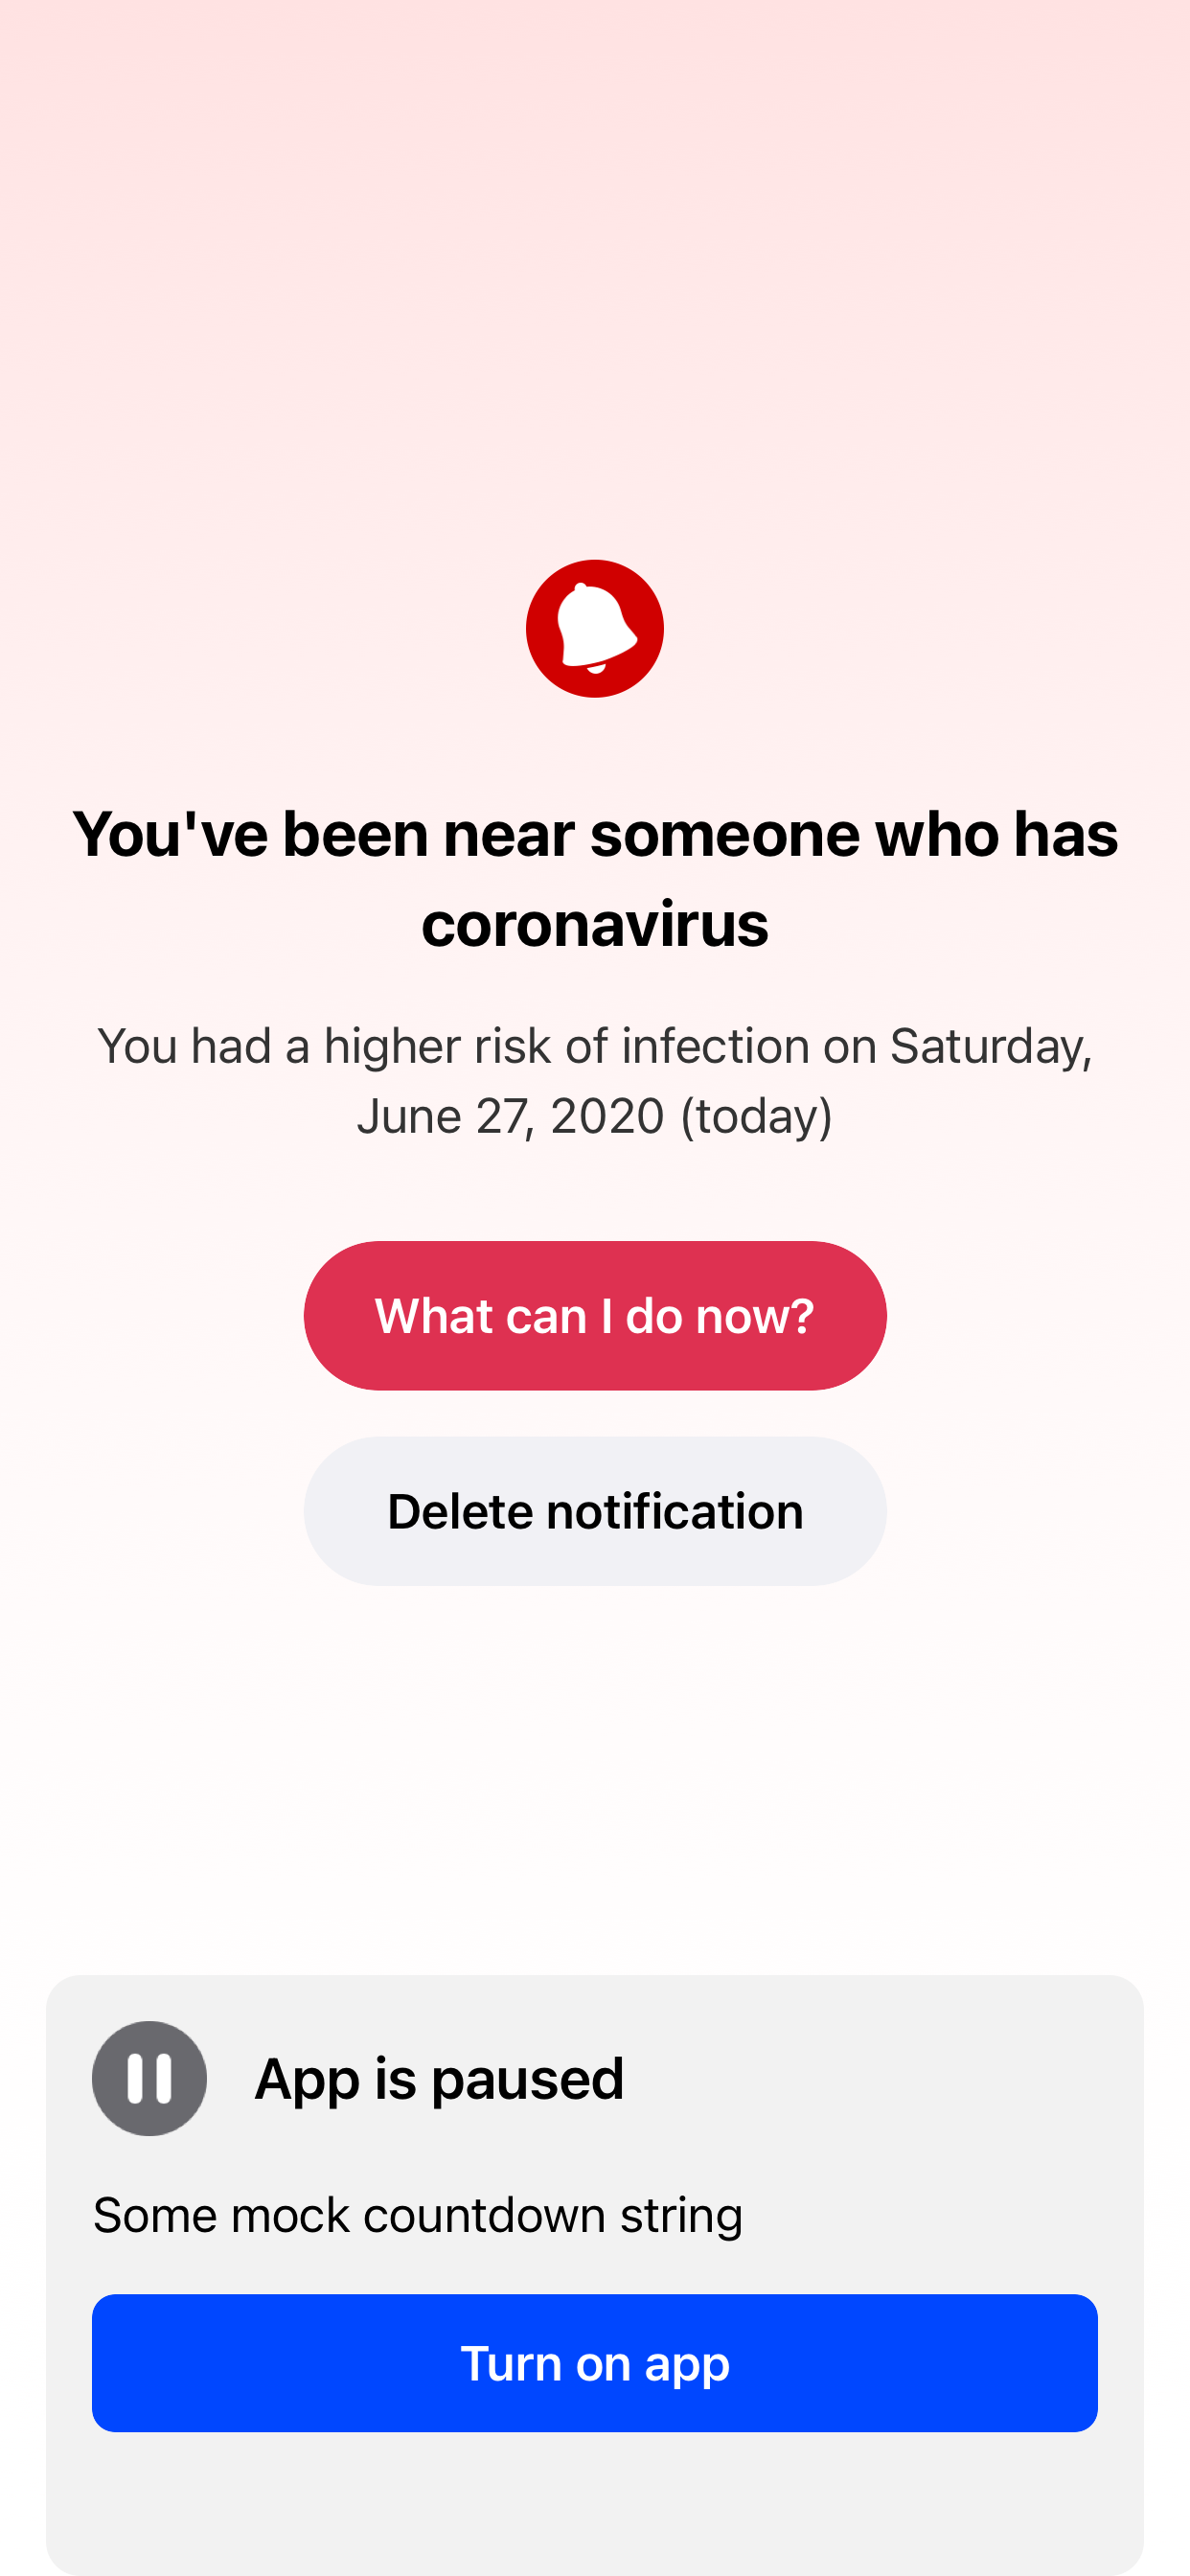 You've been near someone who has
coronavirus
You had a higher risk of infection on Saturday,
June 27, 2020 (today)
What can I do now?
Delete notification
App is paused
Some mock countdown string
Turn on app